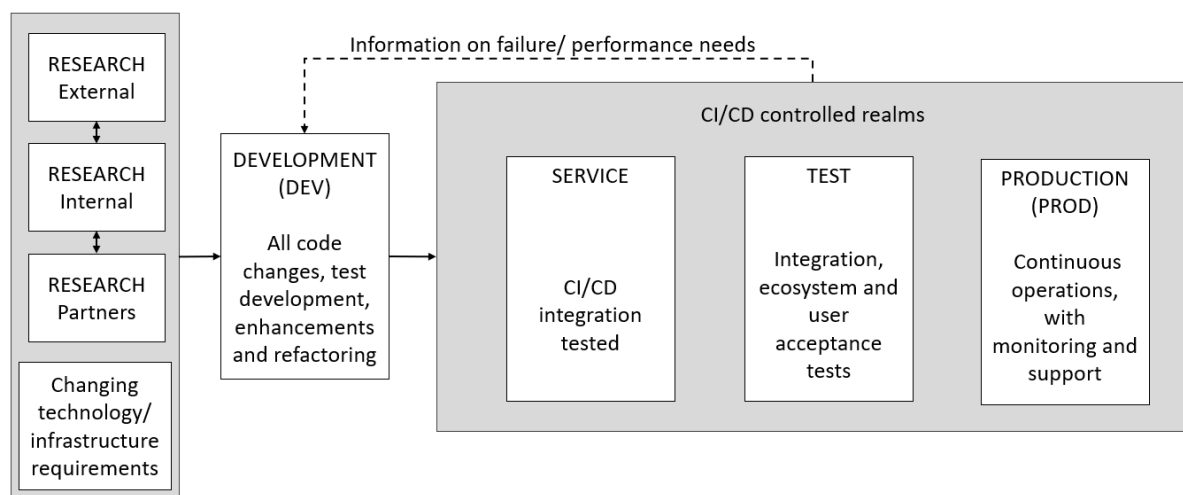 RESEARCH
External
RESEARCH
Internal
RESEARCH
Partners
Changing
technology/
infrastructure
requirements
Information on failure/ performance needs
DEVELOPMENT
(DEV)
All code
changes, test
development,
enhancements
and refactoring
CI/CD controlled realms
SERVICE
CI/CD
integration
tested
TEST
Integration,
ecosystem and
user
acceptance
tests
PRODUCTION
(PROD)
Continuous
operations,
with
monitoring and
support